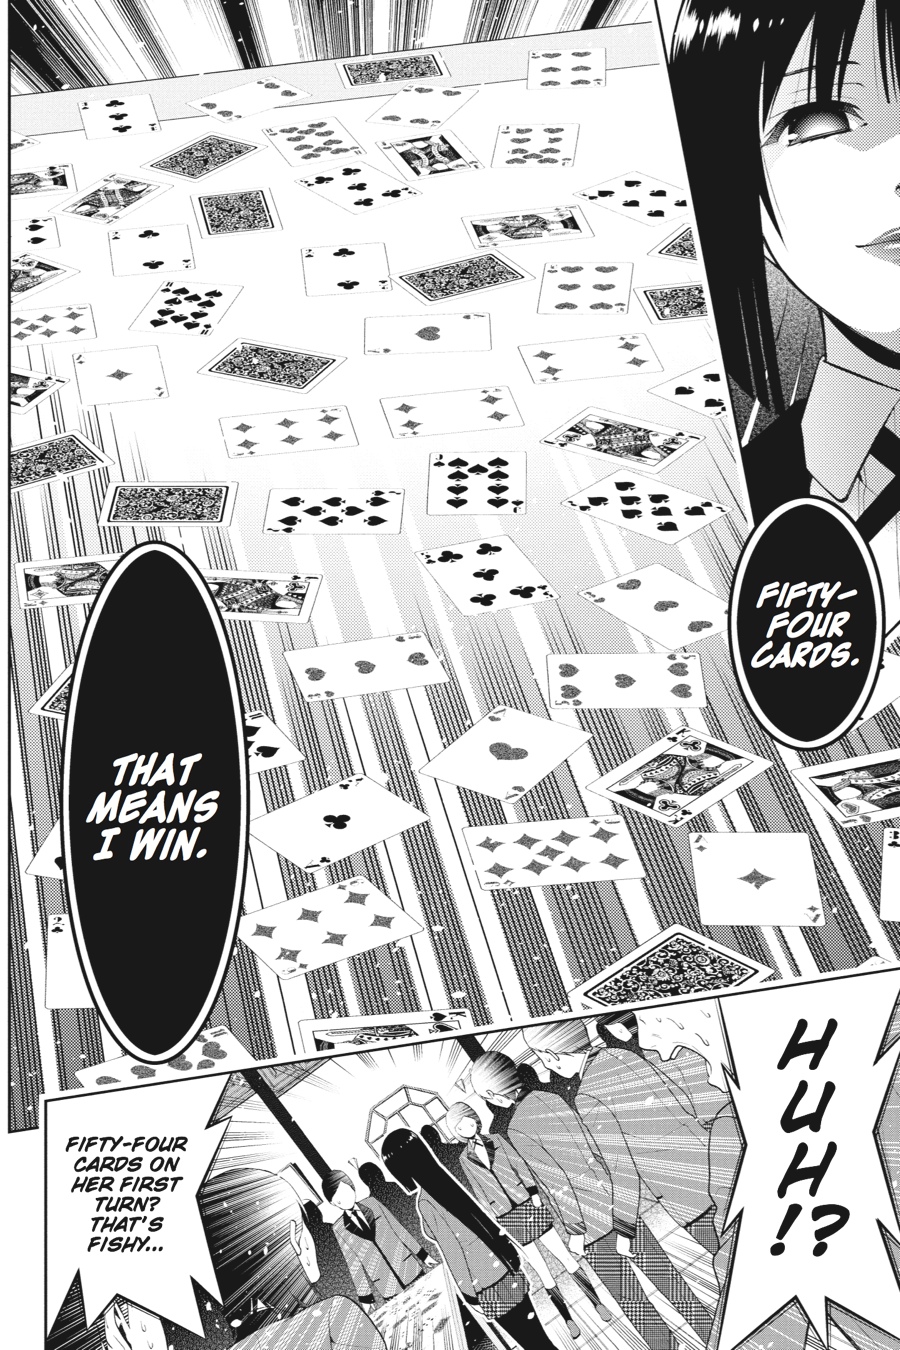 FIFTY-
FOUR
CARDS.
THAT
MEANS
I WIN.
HUH!?
FIFTY-FOUR
CARDS ON
HER FIRST
TURN?
THAT'S
FISHY...